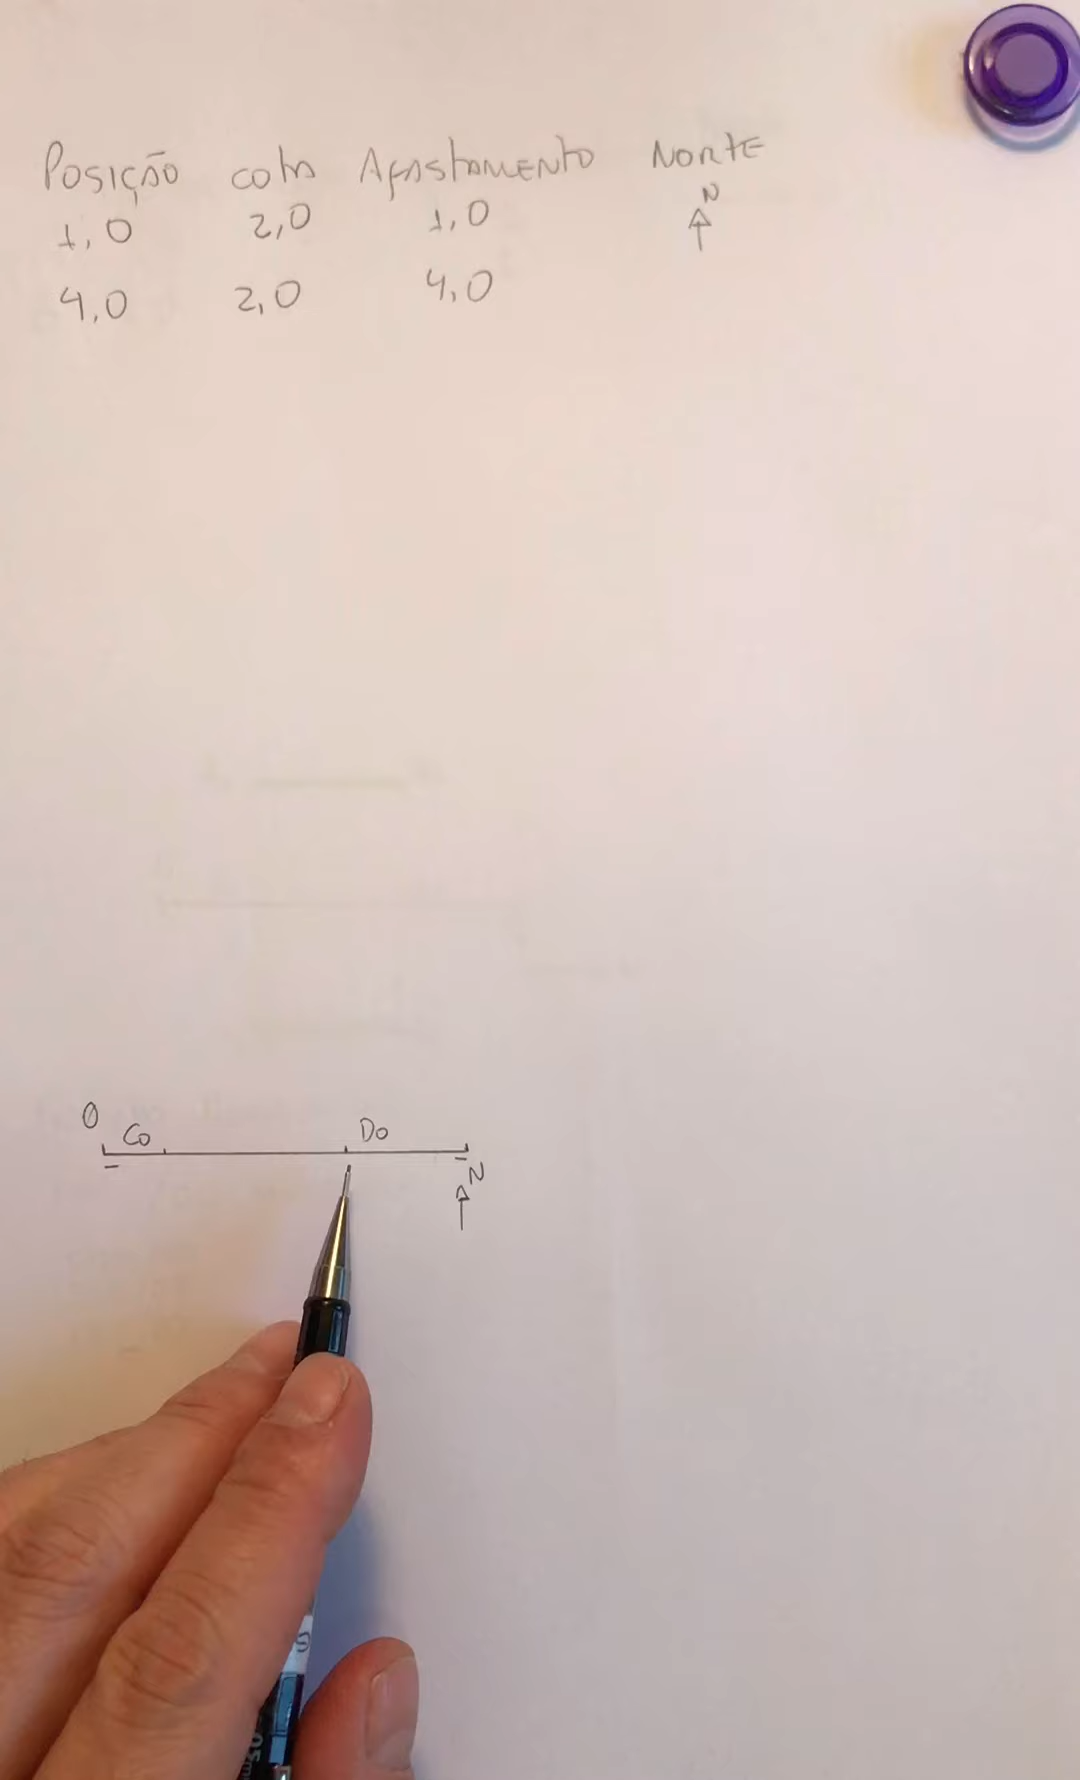 Posição cota Afastamento Norte
N
1,0 2,0 1,0
4,0 2,0 4,0
0 Co Do
N